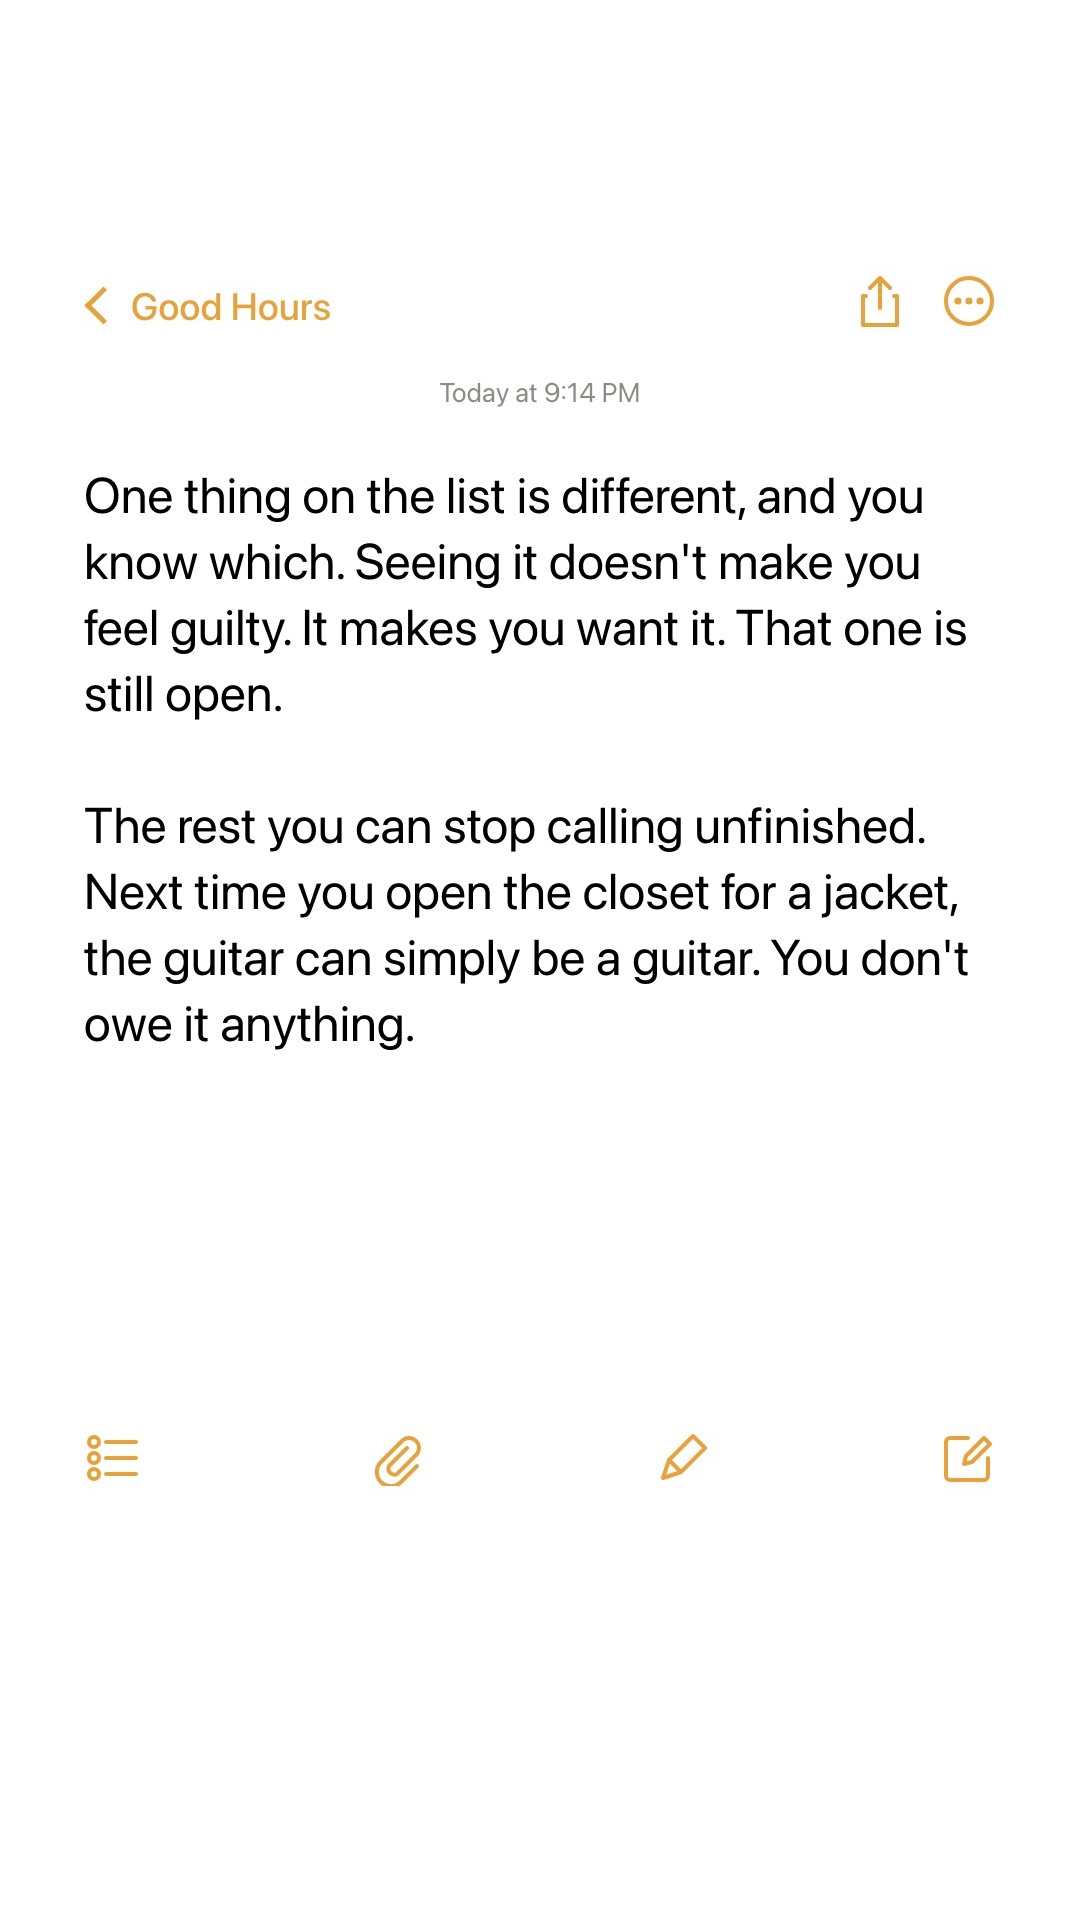 Good Hours
Today at 9:14 PM
One thing on the list is different, and you
know which. Seeing it doesn't make you
feel guilty. It makes you want it. That one is
still open.
The rest you can stop calling unfinished.
Next time you open the closet for a jacket,
the guitar can simply be a guitar. You don't
owe it anything.